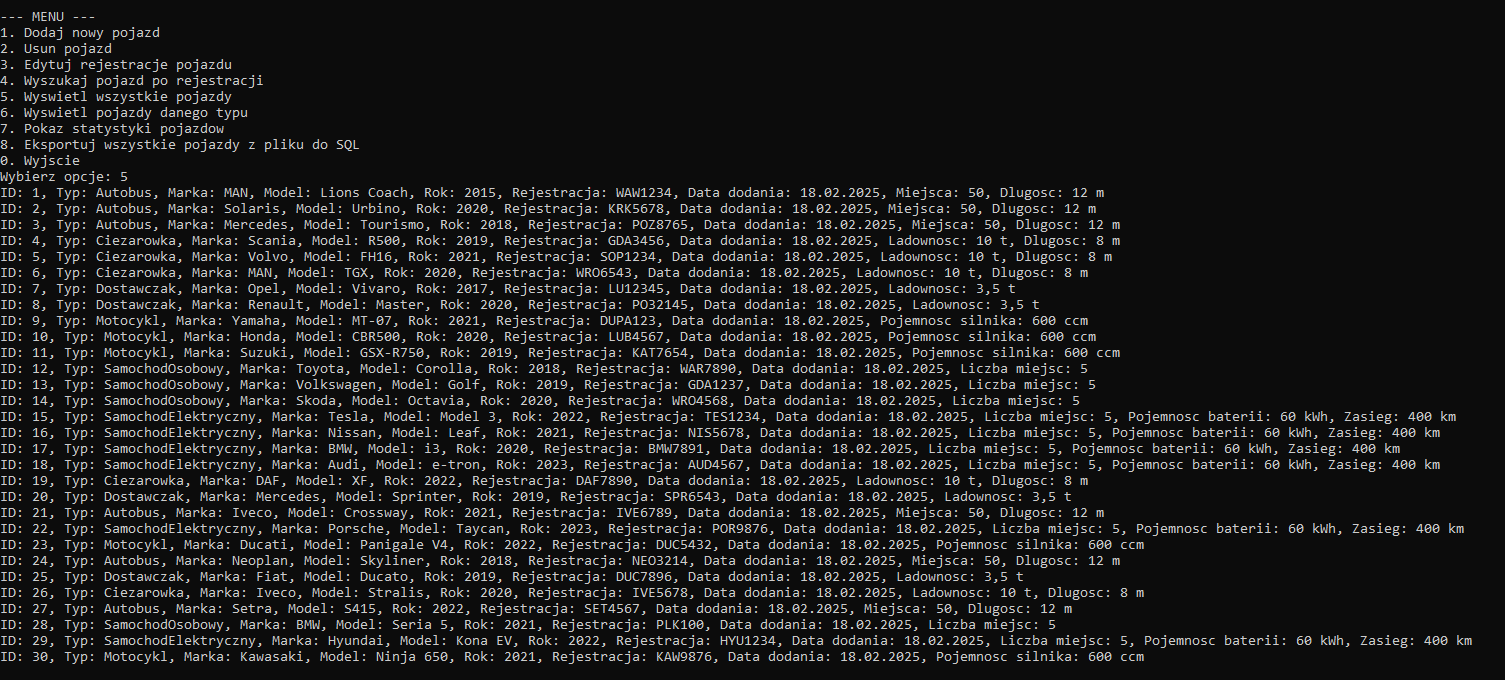 --- MENU ---
1. Dodaj nowy pojazd
2. Usun pojazd
3. Edytuj rejestracje pojazdu
4. Wyszukaj pojazd po rejestracji
5. Wyswietl wszystkie pojazdy
6. Wyswietl pojazdy danego typu
7. Pokaz statystyki pojazdow
8. Eksportuj wszystkie pojazdy z pliku do SQL
0. Wyjscie
Wybierz opcje: 5
ID: 1, Typ: Autobus, Marka: MAN, Model: Lions Coach, Rok: 2015, Rejestracja: WAW1234, Data dodania: 18.02.2025, Miejsca: 50, Dlugosc: 12 m
ID: 2, Typ: Autobus, Marka: Solaris, Model: Urbino, Rok: 2020, Rejestracja: KRK5678, Data dodania: 18.02.2025, Miejsca: 50, Dlugosc: 12 m
ID: 3, Typ: Autobus, Marka: Mercedes, Model: Tourismo, Rok: 2018, Rejestracja: POZ8765, Data dodania: 18.02.2025, Miejsca: 50, Dlugosc: 12 m
ID: 4, Typ: Ciezarowka, Marka: Scania, Model: R500, Rok: 2019, Rejestracja: GDA3456, Data dodania: 18.02.2025, Ladownosc: 10 t, Dlugosc: 8 m
ID: 5, Typ: Ciezarowka, Marka: Volvo, Model: FH16, Rok: 2021, Rejestracja: SOP1234, Data dodania: 18.02.2025, Ladownosc: 10 t, Dlugosc: 8 m
ID: 6, Typ: Ciezarowka, Marka: MAN, Model: TGX, Rok: 2020, Rejestracja: WRO6543, Data dodania: 18.02.2025, Ladownosc: 10 t, Dlugosc: 8 m
ID: 7, Typ: Dostawczak, Marka: Opel, Model: Vivaro, Rok: 2017, Rejestracja: LU12345, Data dodania: 18.02.2025, Ladownosc: 3,5 t
ID: 8, Typ: Dostawczak, Marka: Renault, Model: Master, Rok: 2020, Rejestracja: PO32145, Data dodania: 18.02.2025, Ladownosc: 3,5 t
ID: 9, Typ: Motocykl, Marka: Yamaha, Model: MT-07, Rok: 2021, Rejestracja: DUPA123, Data dodania: 18.02.2025, Pojemnosc silnika: 600 ccm
ID: 10, Typ: Motocykl, Marka: Honda, Model: CBR500, Rok: 2020, Rejestracja: LUB4567, Data dodania: 18.02.2025, Pojemnosc silnika: 600 ccm
ID: 11, Typ: Motocykl, Marka: Suzuki, Model: GSX-R750, Rok: 2019, Rejestracja: KAT7654, Data dodania: 18.02.2025, Pojemnosc silnika: 600 ccm
ID: 12, Typ: SamochodOsobowy, Marka: Toyota, Model: Corolla, Rok: 2018, Rejestracja: WAR7890, Data dodania: 18.02.2025, Liczba miejsc: 5
ID: 13, Typ: SamochodOsobowy, Marka: Volkswagen, Model: Golf, Rok: 2019, Rejestracja: GDA1237, Data dodania: 18.02.2025, Liczba miejsc: 5
ID: 14, Typ: SamochodOsobowy, Marka: Skoda, Model: Octavia, Rok: 2020, Rejestracja: WRO4568, Data dodania: 18.02.2025, Liczba miejsc: 5
ID: 15, Typ: SamochodElektryczny, Marka: Tesla, Model: Model 3, Rok: 2022, Rejestracja: TES1234, Data dodania: 18.02.2025, Liczba miejsc: 5, Pojemnosc baterii: 60 kWh, Zasieg: 400 km
ID: 16, Typ: SamochodElektryczny, Marka: Nissan, Model: Leaf, Rok: 2021, Rejestracja: NIS5678, Data dodania: 18.02.2025, Liczba miejsc: 5, Pojemnosc baterii: 60 kWh, Zasieg: 400 km
ID: 17, Typ: SamochodElektryczny, Marka: BMW, Model: i3, Rok: 2020, Rejestracja: BMW7891, Data dodania: 18.02.2025, Liczba miejsc: 5, Pojemnosc baterii: 60 kWh, Zasieg: 400 km
ID: 18, Typ: SamochodElektryczny, Marka: Audi, Model: e-tron, Rok: 2023, Rejestracja: AUD4567, Data dodania: 18.02.2025, Liczba miejsc: 5, Pojemnosc baterii: 60 kWh, Zasieg: 400 km
ID: 19, Typ: Ciezarowka, Marka: DAF, Model: XF, Rok: 2022, Rejestracja: DAF7890, Data dodania: 18.02.2025, Ladownosc: 10 t, Dlugosc: 8 m
ID: 20, Typ: Dostawczak, Marka: Mercedes, Model: Sprinter, Rok: 2019, Rejestracja: SPR6543, Data dodania: 18.02.2025, Ladownosc: 3,5 t
ID: 21, Typ: Autobus, Marka: Iveco, Model: Crossway, Rok: 2021, Rejestracja: IVE6789, Data dodania: 18.02.2025, Miejsca: 50, Dlugosc: 12 m
ID: 22, Typ: SamochodElektryczny, Marka: Porsche, Model: Taycan, Rok: 2023, Rejestracja: POR9876, Data dodania: 18.02.2025, Liczba miejsc: 5, Pojemnosc baterii: 60 kWh, Zasieg: 400 km
ID: 23, Typ: Motocykl, Marka: Ducati, Model: Panigale V4, Rok: 2022, Rejestracja: DUC5432, Data dodania: 18.02.2025, Pojemnosc silnika: 600 ccm
ID: 24, Typ: Autobus, Marka: Neoplan, Model: Skyliner, Rok: 2018, Rejestracja: NEO3214, Data dodania: 18.02.2025, Miejsca: 50, Dlugosc: 12 m
ID: 25, Typ: Dostawczak, Marka: Fiat, Model: Ducato, Rok: 2019, Rejestracja: DUC7896, Data dodania: 18.02.2025, Ladownosc: 3,5 t
ID: 26, Typ: Ciezarowka, Marka: Iveco, Model: Stralis, Rok: 2020, Rejestracja: IVE5678, Data dodania: 18.02.2025, Ladownosc: 10 t, Dlugosc: 8 m
ID: 27, Typ: Autobus, Marka: Setra, Model: S415, Rok: 2022, Rejestracja: SET4567, Data dodania: 18.02.2025, Miejsca: 50, Dlugosc: 12 m
ID: 28, Typ: SamochodOsobowy, Marka: BMW, Model: Seria 5, Rok: 2021, Rejestracja: PLK100, Data dodania: 18.02.2025, Liczba miejsc: 5
ID: 29, Typ: SamochodElektryczny, Marka: Hyundai, Model: Kona EV, Rok: 2022, Rejestracja: HYU1234, Data dodania: 18.02.2025, Liczba miejsc: 5, Pojemnosc baterii: 60 kWh, Zasieg: 400 km
ID: 30, Typ: Motocykl, Marka: Kawasaki, Model: Ninja 650, Rok: 2021, Rejestracja: KAW9876, Data dodania: 18.02.2025, Pojemnosc silnika: 600 ccm